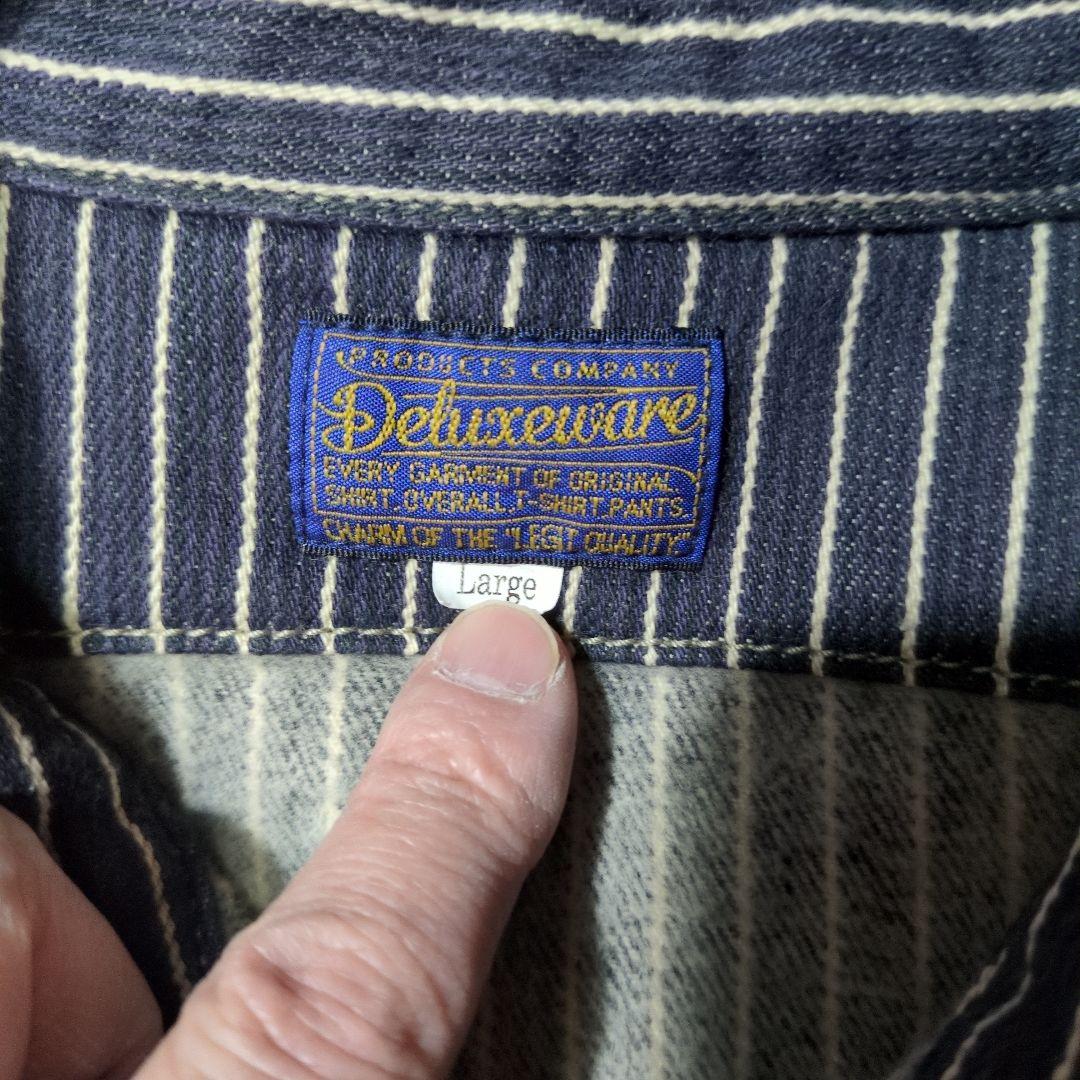 PRODUCTS COMPANY
Deluxeware
EVERY GARMENT OF ORIGINAL
SHIRT,OVERALL,T-SHIRT,PANTS.
CHARM OF THE "LEGIT QUALITY"
Large